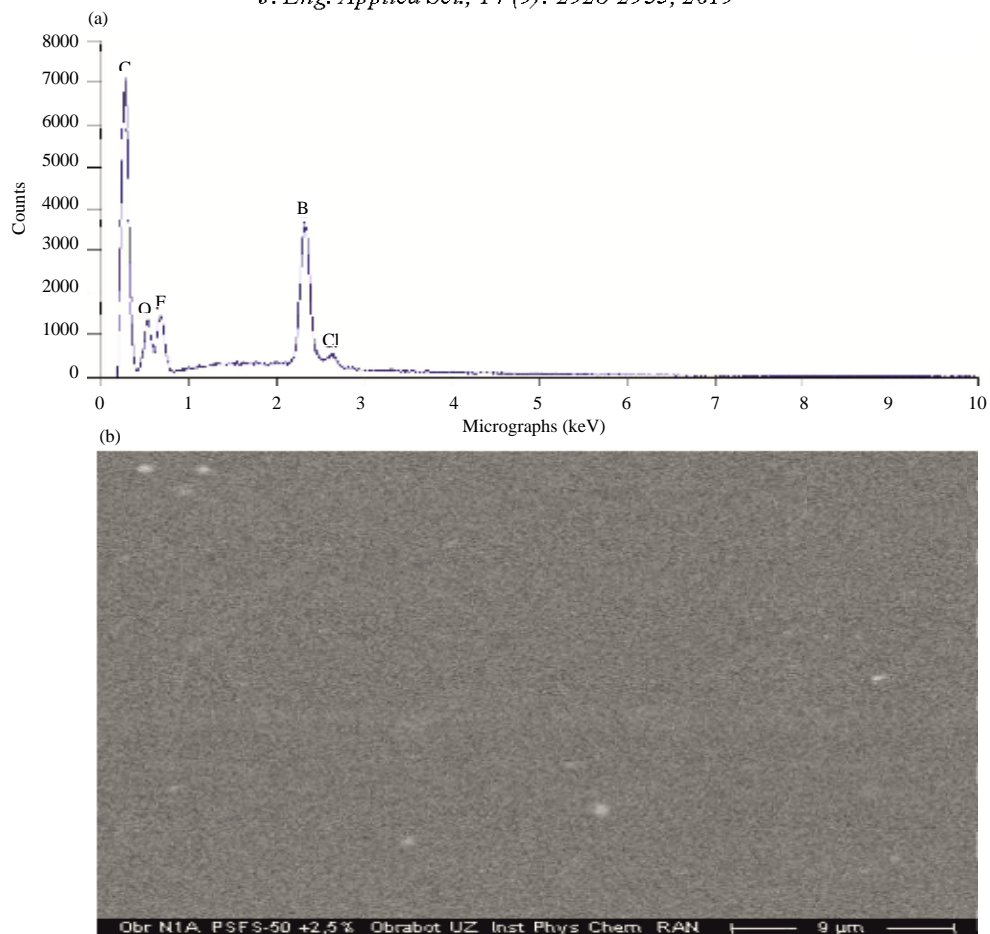 (a)
8000
C
7000
6000
5000
B
4000
Counts
3000
2000
O F
1000
Cl
0
0 1 2 3 4 5 6 7 8 9 10
Micrographs (keV)
(b)
Obr N1A PSFS-50 +2,5% Obrabot UZ Inst Phys Chem RAN 9 µm